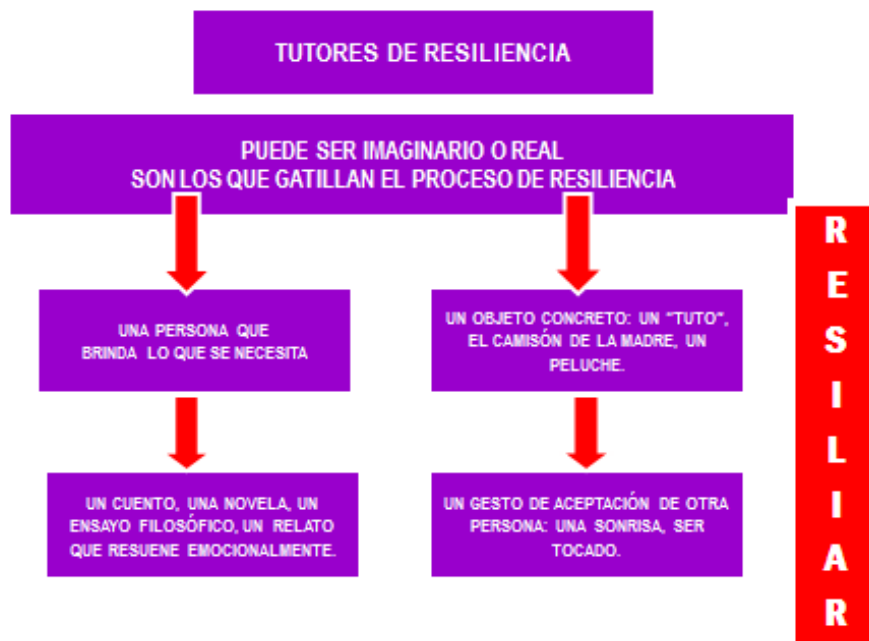 TUTORES DE RESILIENCIA
PUEDE SER IMAGINARIO O REAL
SON LOS QUE GATILLAN EL PROCESO DE RESILIENCIA
UNA PERSONA QUE
BRINDA LO QUE SE NECESITA
UN OBJETO CONCRETO: UN "TUTO",
EL CAMISÓN DE LA MADRE, UN
PELUCHE.
UN CUENTO, UNA NOVELA, UN
ENSAYO FILOSÓFICO, UN RELATO
QUE RESUENE EMOCIONALMENTE.
UN GESTO DE ACEPTACIÓN DE OTRA
PERSONA: UNA SONRISA, SER
TOCADO.
R
E
S
I
L
I
A
R